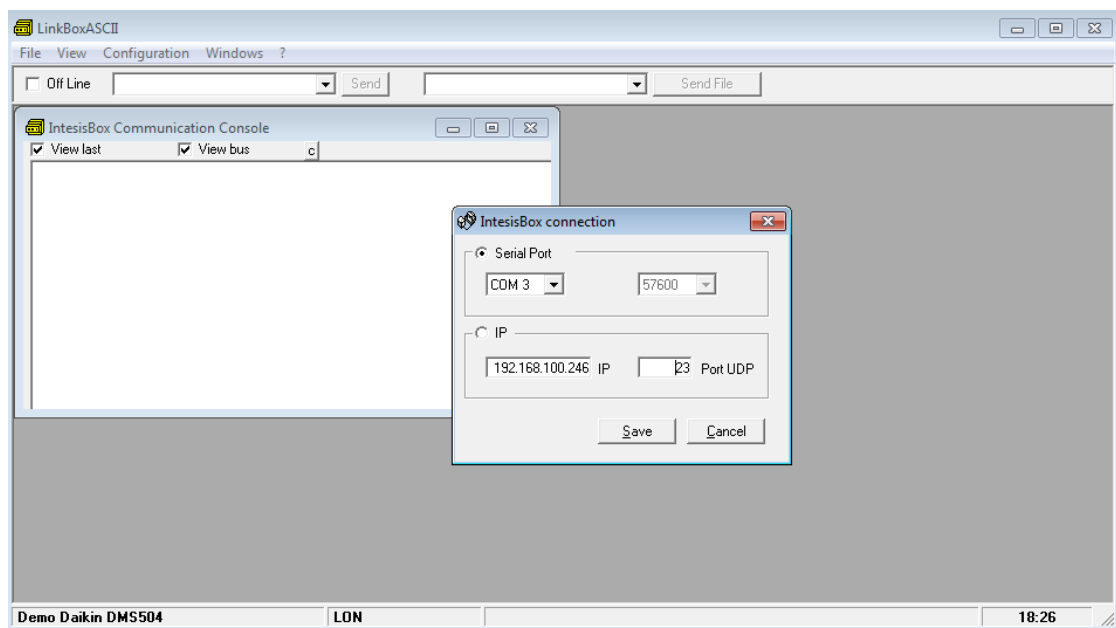 LinkBoxASCII
File View Configuration Windows ?
Off Line Send Send File
IntesisBox Communication Console
View last View bus c
IntesisBox connection
Serial Port
COM 3 57600
IP
192.168.100.246 IP 23 Port UDP
Save Cancel
Demo Daikin DMS504 LON 18:26